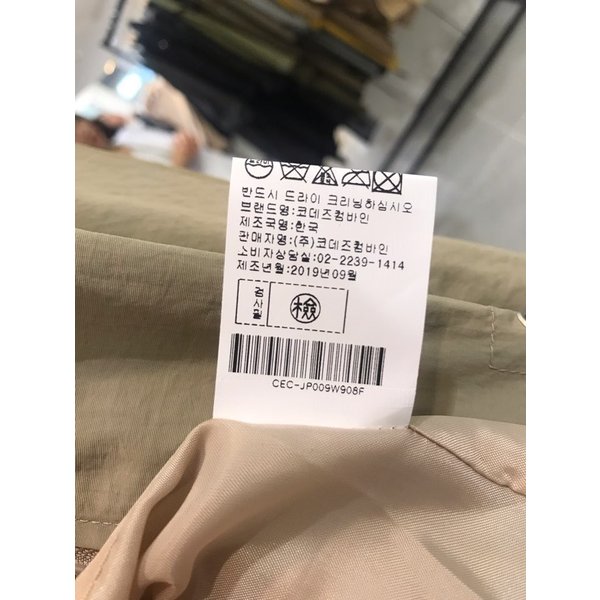 반드시 드라이 크리닝하십시오
브랜드명:코데즈컴바인
제조국명:한국
판매자명:(주)코데즈컴바인
소비자상담실:02-2239-1414
제조년월:2019년09월
검사필
檢
CEC-JP009W908F